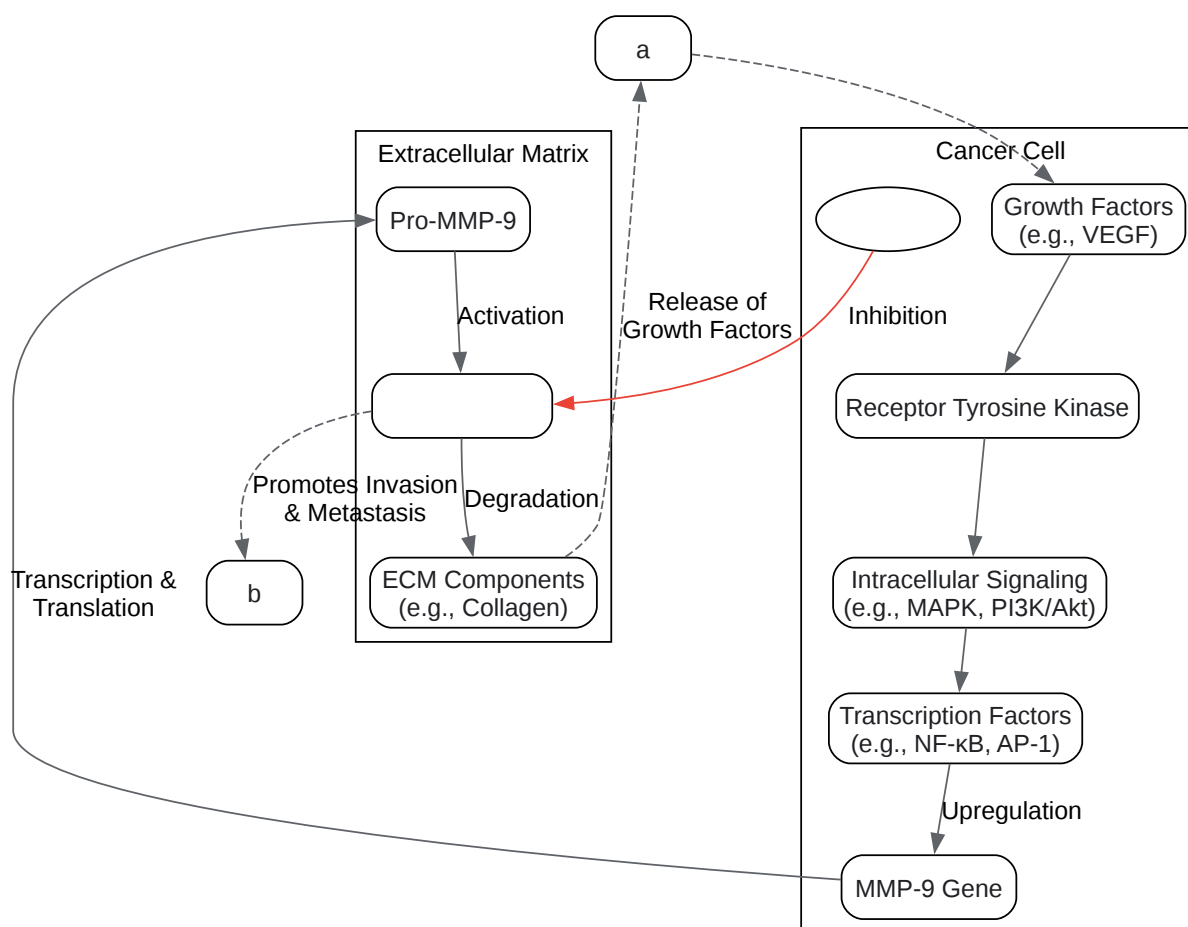 a
Extracellular Matrix
Cancer Cell
Pro-MMP-9
Growth Factors
(e.g., VEGF)
Activation
Release of
Growth Factors
Inhibition
Receptor Tyrosine Kinase
Promotes Invasion
& Metastasis
Degradation
Transcription &
Translation
b
ECM Components
(e.g., Collagen)
Intracellular Signaling
(e.g., MAPK, PI3K/Akt)
Transcription Factors
(e.g., NF-κB, AP-1)
Upregulation
MMP-9 Gene